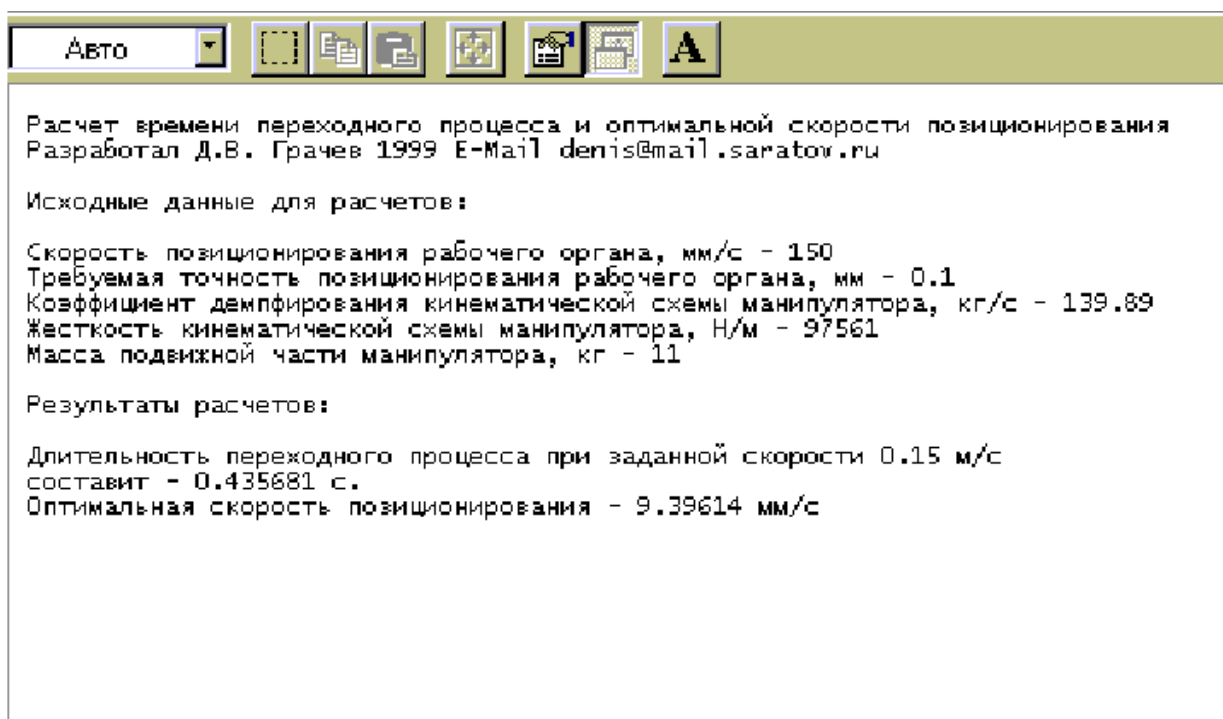 Авто
A
Расчет времени переходного процесса и оптимальной скорости позиционирования
Разработал Д.В. Грачев 1999 E-Mail denis@mail.saratov.ru
Исходные данные для расчетов:
Скорость позиционирования рабочего органа, мм/с - 150
Требуемая точность позиционирования рабочего органа, мм - 0.1
Коэффициент демпфирования кинематической схемы манипулятора, кг/с - 139.89
Жесткость кинематической схемы манипулятора, Н/м - 97561
Масса подвижной части манипулятора, кг - 11
Результаты расчетов:
Длительность переходного процесса при заданной скорости 0.15 м/с
составит - 0.435681 с.
Оптимальная скорость позиционирования - 9.39614 мм/с